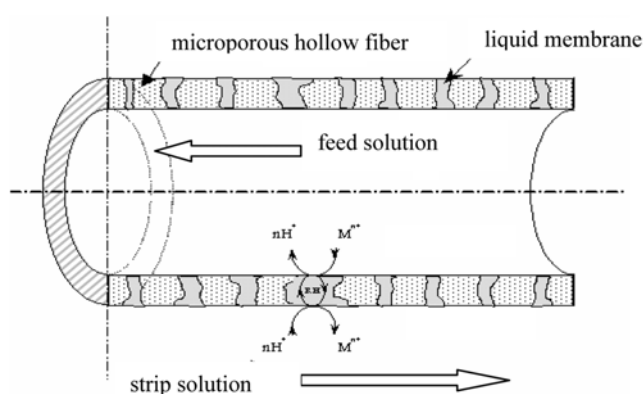 microporous hollow fiber
liquid membrane
feed solution
nH⁺ Mⁿ⁺
nH⁺ Mⁿ⁺
strip solution